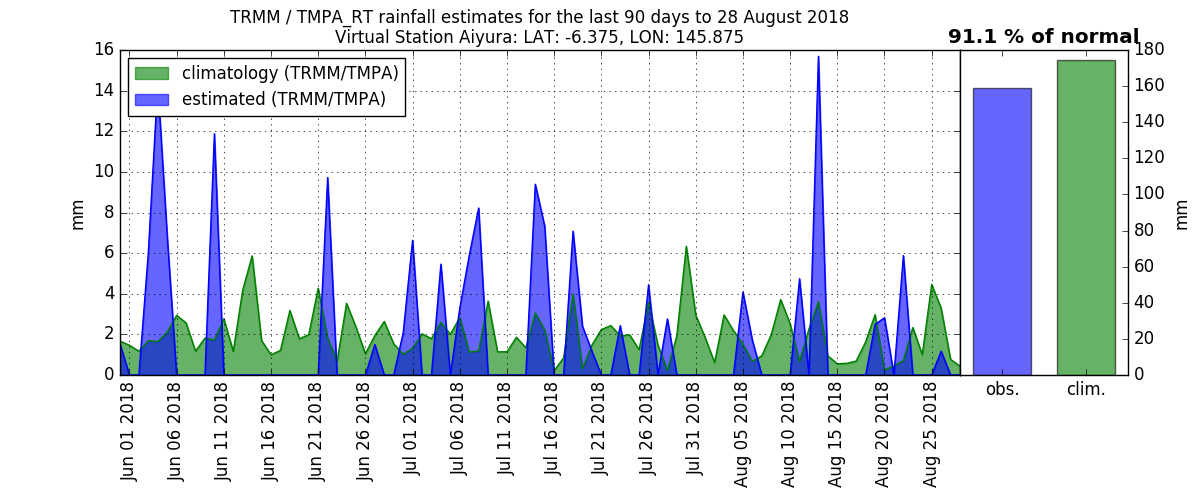 TRMM / TMPA_RT rainfall estimates for the last 90 days to 28 August 2018
Virtual Station Aiyura: LAT: -6.375, LON: 145.875
91.1 % of normal
climatology (TRMM/TMPA)
estimated (TRMM/TMPA)
mm
16
14
12
10
8
6
4
2
0
Jun 01 2018
Jun 06 2018
Jun 11 2018
Jun 16 2018
Jun 21 2018
Jun 26 2018
Jul 01 2018
Jul 06 2018
Jul 11 2018
Jul 16 2018
Jul 21 2018
Jul 26 2018
Jul 31 2018
Aug 05 2018
Aug 10 2018
Aug 15 2018
Aug 20 2018
Aug 25 2018
obs.
clim.
180
160
140
120
100
80
60
40
20
0
mm